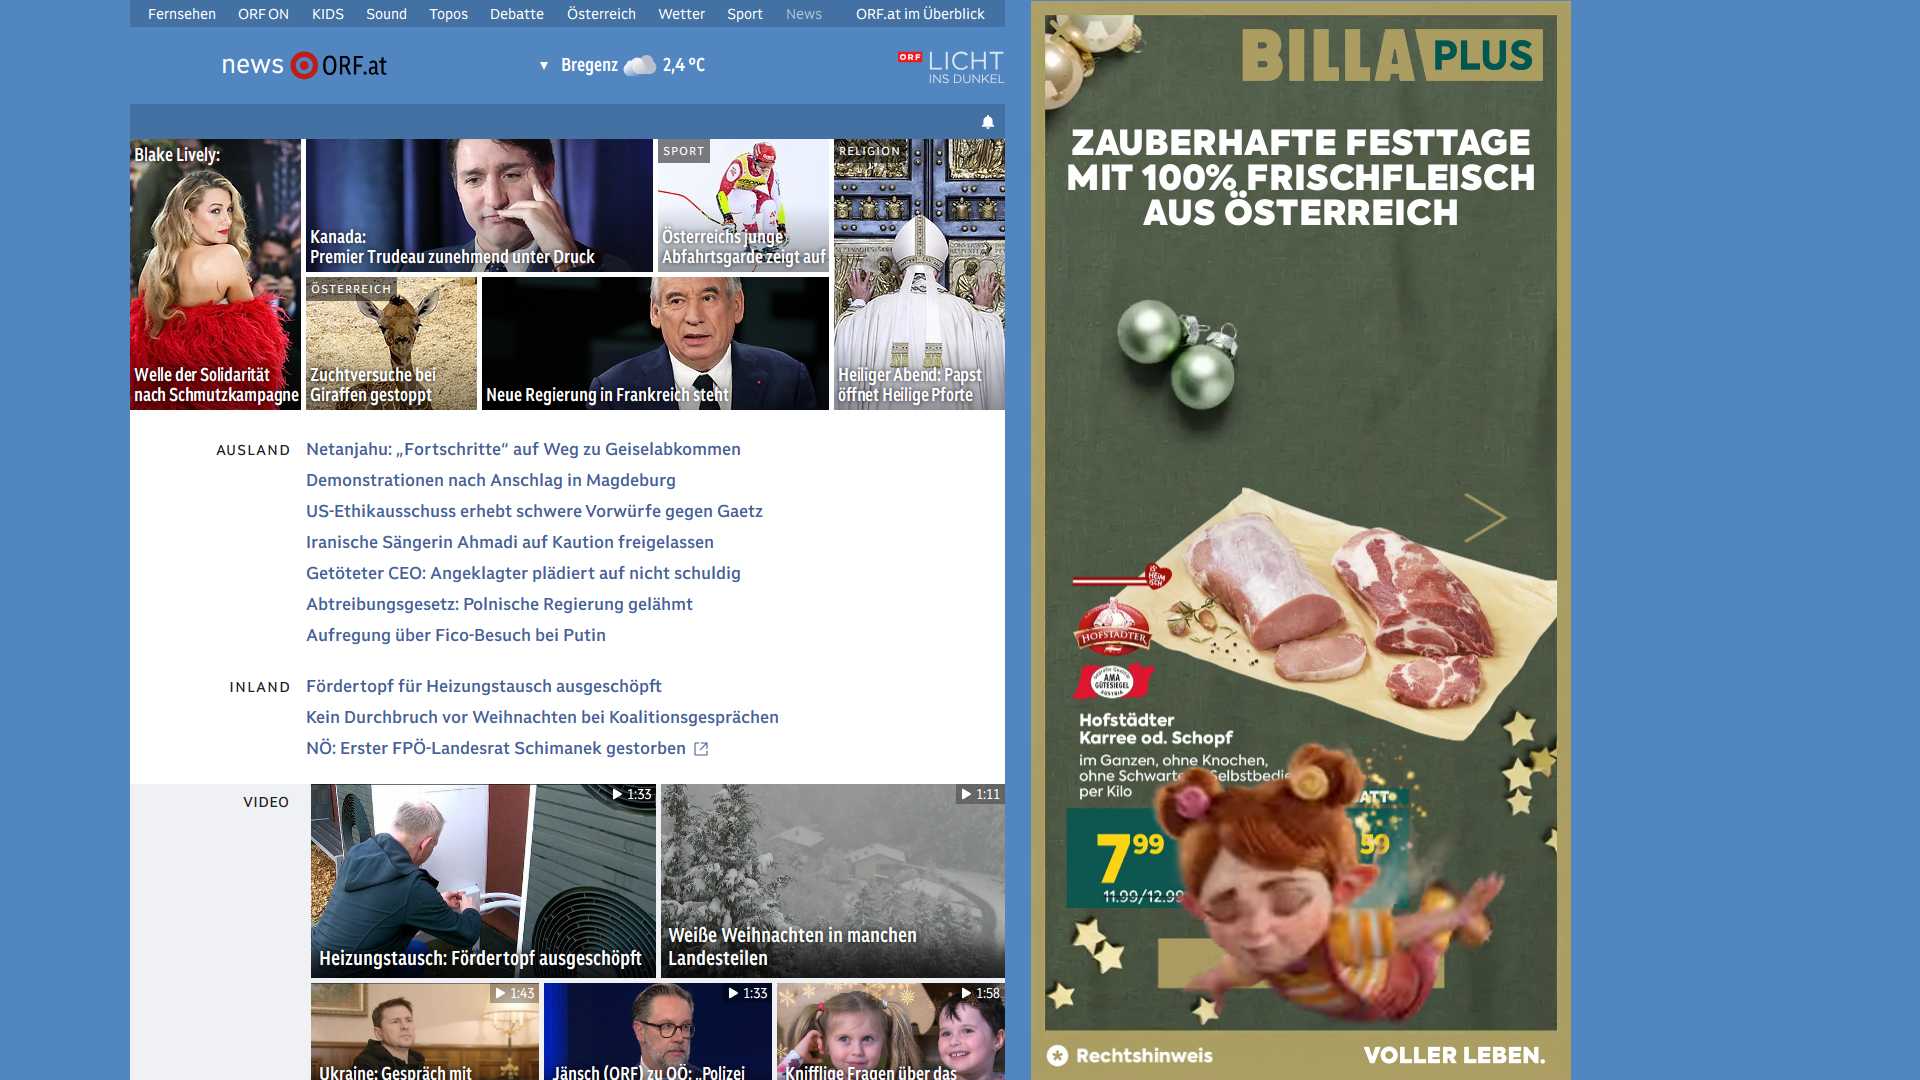 Fernsehen ORF ON KIDS Sound Topos Debatte Österreich Wetter Sport News ORF.at im Überblick
news ORF.at
Bregenz 2,4 °C
ORF LICHT
INS DUNKEL
Blake Lively:
Welle der Solidarität
nach Schmutzkampagne
Kanada:
Premier Trudeau zunehmend unter Druck
SPORT
Österreichs junge
Abfahrtsgarde zeigt auf
RELIGION
Heiliger Abend: Papst
öffnet Heilige Pforte
ÖSTERREICH
Zuchtversuche bei
Giraffen gestoppt
Neue Regierung in Frankreich steht
AUSLAND
Netanjahu: „Fortschritte“ auf Weg zu Geiselabkommen
Demonstrationen nach Anschlag in Magdeburg
US-Ethikausschuss erhebt schwere Vorwürfe gegen Gaetz
Iranische Sängerin Ahmadi auf Kaution freigelassen
Getöteter CEO: Angeklagter plädiert auf nicht schuldig
Abtreibungsgesetz: Polnische Regierung gelähmt
Aufregung über Fico-Besuch bei Putin
INLAND
Fördertopf für Heizungstausch ausgeschöpft
Kein Durchbruch vor Weihnachten bei Koalitionsgesprächen
NÖ: Erster FPÖ-Landesrat Schimanek gestorben
VIDEO
1:33
Heizungstausch: Fördertopf ausgeschöpft
1:11
Weiße Weihnachten in manchen
Landesteilen
1:43
Ukraine: Gespräch mit
1:33
Jänsch (ORF) zu OÖ: „Polizei
1:58
Knifflige Fragen über das
BILLA PLUS
ZAUBERHAFTE FESTTAGE
MIT 100% FRISCHFLEISCH
AUS ÖSTERREICH
IS' HEIMISCH
HOFSTÄDTER
AMA
GÜTESIEGEL
AUSTRIA
Hofstädter
Karree od. Schopf
im Ganzen, ohne Knochen,
ohne Schwarte
per Kilo
7 99
11.99/12.99
Rechtshinweis
VOLLER LEBEN.